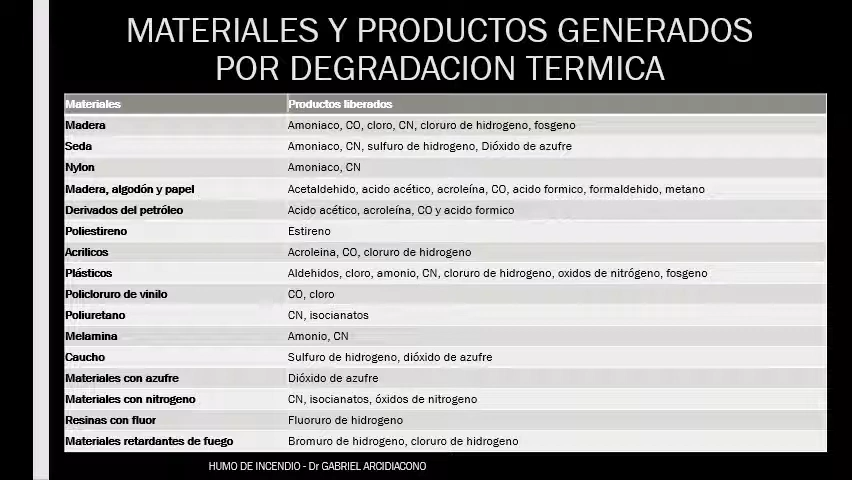 MATERIALES Y PRODUCTOS GENERADOS
POR DEGRADACION TERMICA
Materiales Productos liberados
Madera Amoniaco, CO, cloro, CN, cloruro de hidrogeno, fosgeno
Seda Amoniaco, CN, sulfuro de hidrogeno, Dióxido de azufre
Nylon Amoniaco, CN
Madera, algodón y papel Acetaldehido, acido acético, acroleína, CO, acido formico, formaldehido, metano
Derivados del petróleo Acido acético, acroleína, CO y acido formico
Poliestireno Estireno
Acrilicos Acroleina, CO, cloruro de hidrogeno
Plásticos Aldehidos, cloro, amonio, CN, cloruro de hidrogeno, oxidos de nitrógeno, fosgeno
Policloruro de vinilo CO, cloro
Poliuretano CN, isocianatos
Melamina Amonio, CN
Caucho Sulfuro de hidrogeno, dióxido de azufre
Materiales con azufre Dióxido de azufre
Materiales con nitrogeno CN, isocianatos, óxidos de nitrogeno
Resinas con fluor Fluoruro de hidrogeno
Materiales retardantes de fuego Bromuro de hidrogeno, cloruro de hidrogeno
HUMO DE INCENDIO - Dr GABRIEL ARCIDIACONO